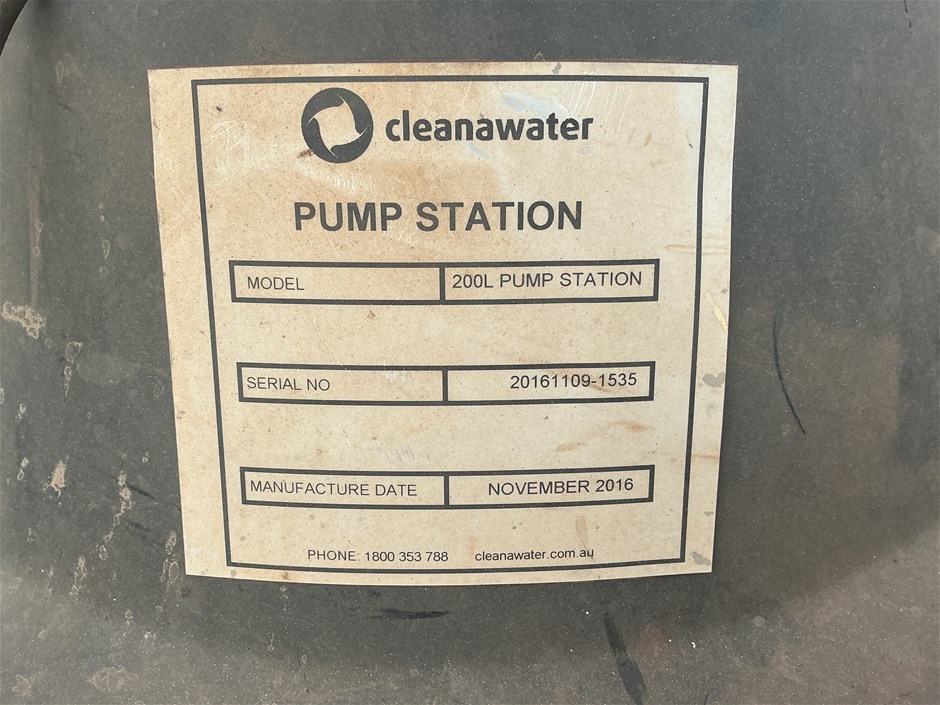 cleanawater
PUMP STATION
MODEL 200L PUMP STATION
SERIAL NO 20161109-1535
MANUFACTURE DATE NOVEMBER 2016
PHONE: 1800 353 788 cleanawater.com.au